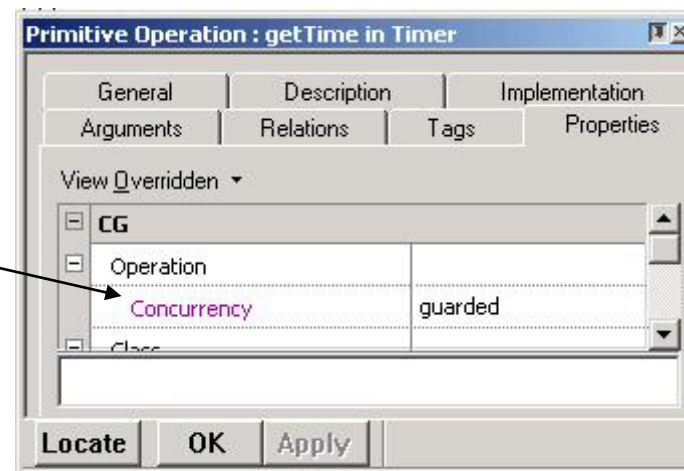 Primitive Operation : getTime in Timer
General Description Implementation
Arguments Relations Tags Properties
View Overridden
CG
Operation
Concurrency guarded
Class
Locate OK Apply